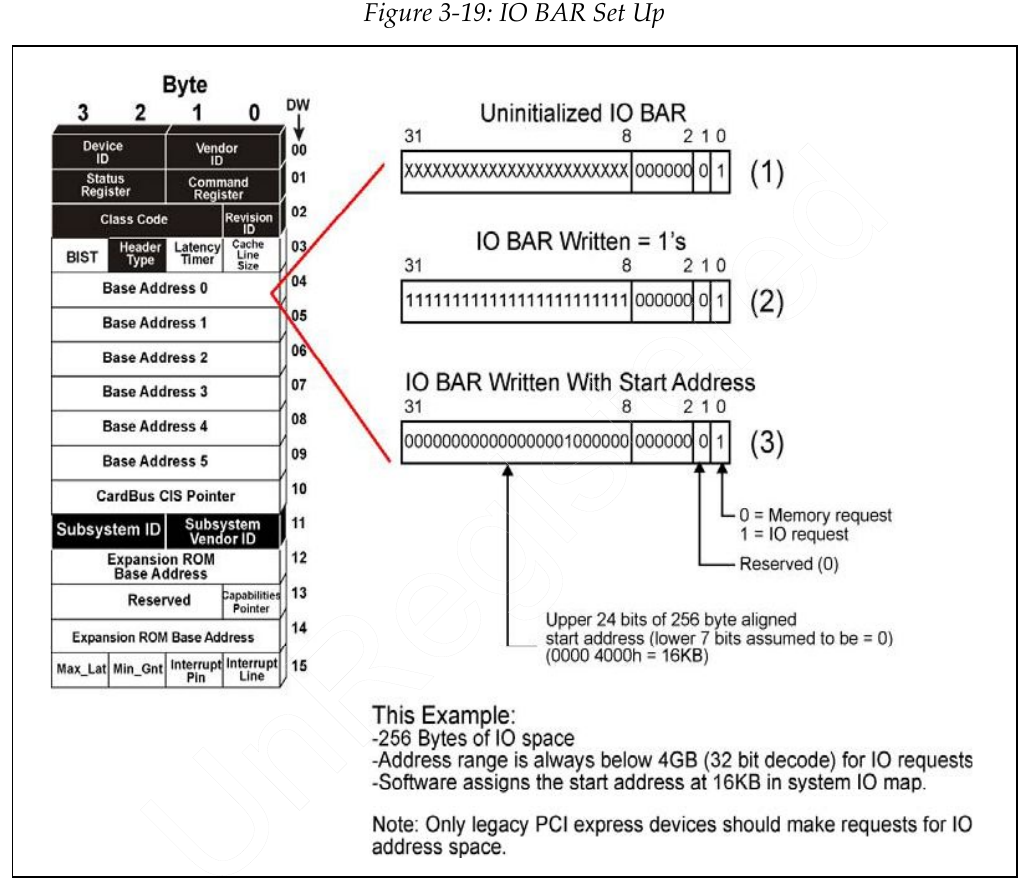 Figure 3-19: IO BAR Set Up
Byte
3 2 1 0 DW
Device ID Vendor ID 00
Status Register Command Register 01
Class Code Revision ID 02
BIST Header Type Latency Timer Cache Line Size 03
Base Address 0 04
Base Address 1 05
Base Address 2 06
Base Address 3 07
Base Address 4 08
Base Address 5 09
CardBus CIS Pointer 10
Subsystem ID Subsystem Vendor ID 11
Expansion ROM Base Address 12
Reserved Capabilities Pointer 13
Expansion ROM Base Address 14
Max_Lat Min_Gnt Interrupt Pin Interrupt Line 15
Uninitialized IO BAR
31 8 2 1 0
XXXXXXXXXXXXXXXXXXXXXXXX 000000 0 1 (1)
IO BAR Written = 1's
31 8 2 1 0
111111111111111111111111 000000 0 1 (2)
IO BAR Written With Start Address
31 8 2 1 0
000000000000000001000000 000000 0 1 (3)
0 = Memory request
1 = IO request
Reserved (0)
Upper 24 bits of 256 byte aligned
start address (lower 7 bits assumed to be = 0)
(0000 4000h = 16KB)
This Example:
-256 Bytes of IO space
-Address range is always below 4GB (32 bit decode) for IO requests
-Software assigns the start address at 16KB in system IO map.
Note: Only legacy PCI express devices should make requests for IO
address space.
UnRegistered